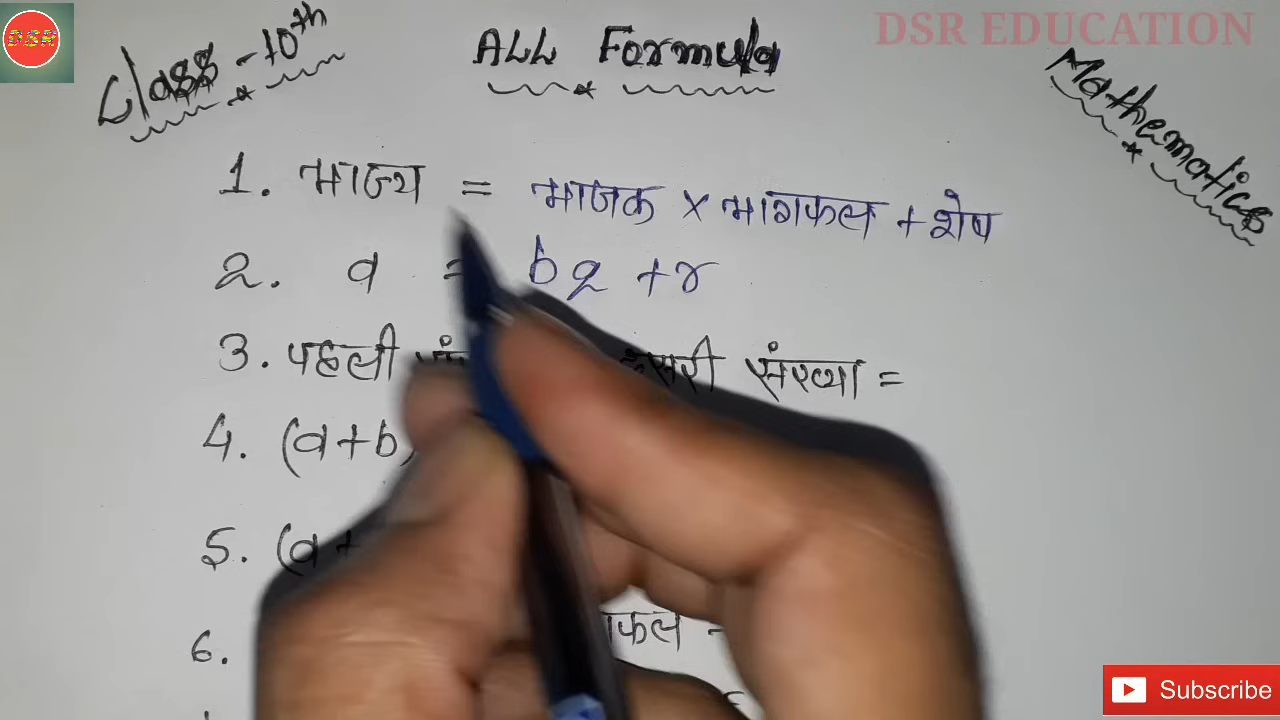 DSR
DSR EDUCATION
Class-10th
ALL Formula
Mathematics
1. भाज्य = भाजक × भागफल + शेष
2. a = bq + r
3. पहली दूसरी संख्या =
4. (a+b)
5. (a+
6.
Subscribe